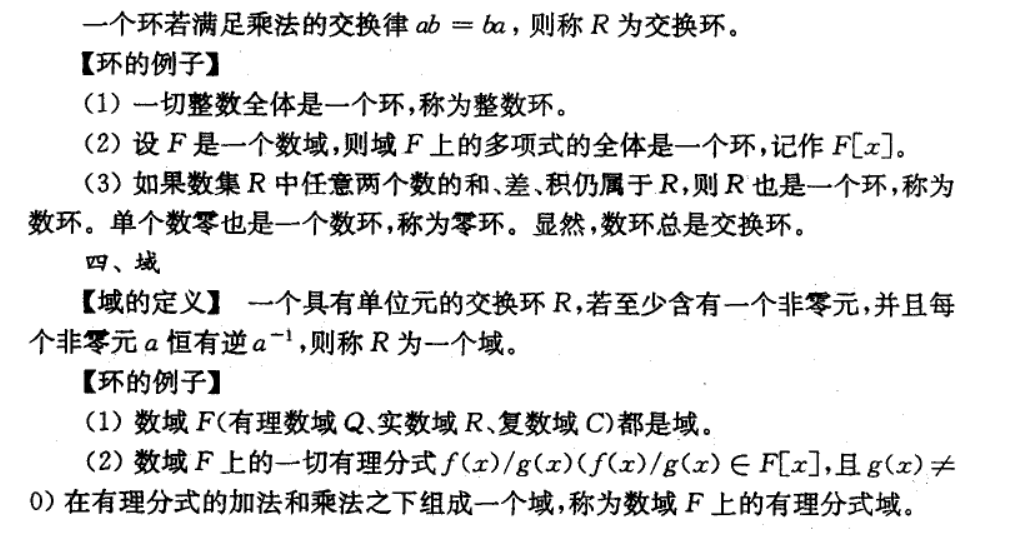 一个环若满足乘法的交换律 ab = ba，则称 R 为交换环。
【环的例子】
（1）一切整数全体是一个环，称为整数环。
（2）设 F 是一个数域，则域 F 上的多项式的全体是一个环，记作 F[x]。
（3）如果数集 R 中任意两个数的和、差、积仍属于 R，则 R 也是一个环，称为
数环。单个数零也是一个数环，称为零环。显然，数环总是交换环。
四、域
【域的定义】 一个具有单位元的交换环 R，若至少含有一个非零元，并且每
个非零元 a 恒有逆 a⁻¹，则称 R 为一个域。
【环的例子】
（1）数域 F（有理数域 Q、实数域 R、复数域 C）都是域。
（2）数域 F 上的一切有理分式 f(x)/g(x)(f(x)/g(x) ∈ F[x]，且 g(x) ≠
0) 在有理分式的加法和乘法之下组成一个域，称为数域 F 上的有理分式域。